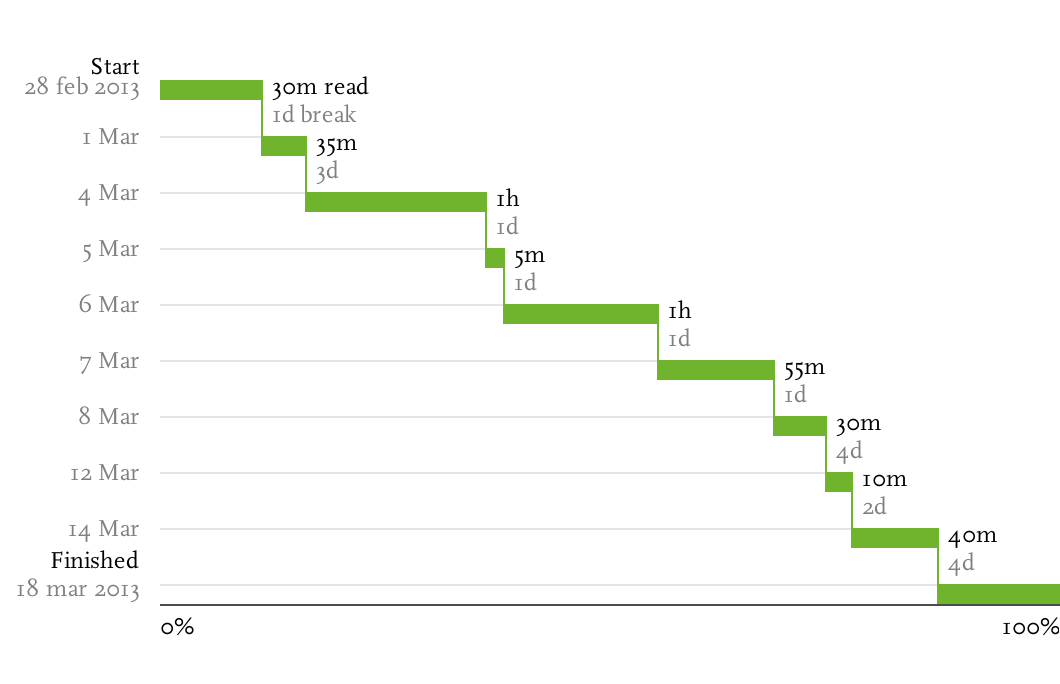 Start
28 feb 2013
30m read
1d break
1 Mar
35m
3d
4 Mar
1h
1d
5 Mar
5m
1d
6 Mar
1h
1d
7 Mar
55m
1d
8 Mar
30m
4d
12 Mar
10m
2d
14 Mar
40m
4d
Finished
18 mar 2013
0%
100%